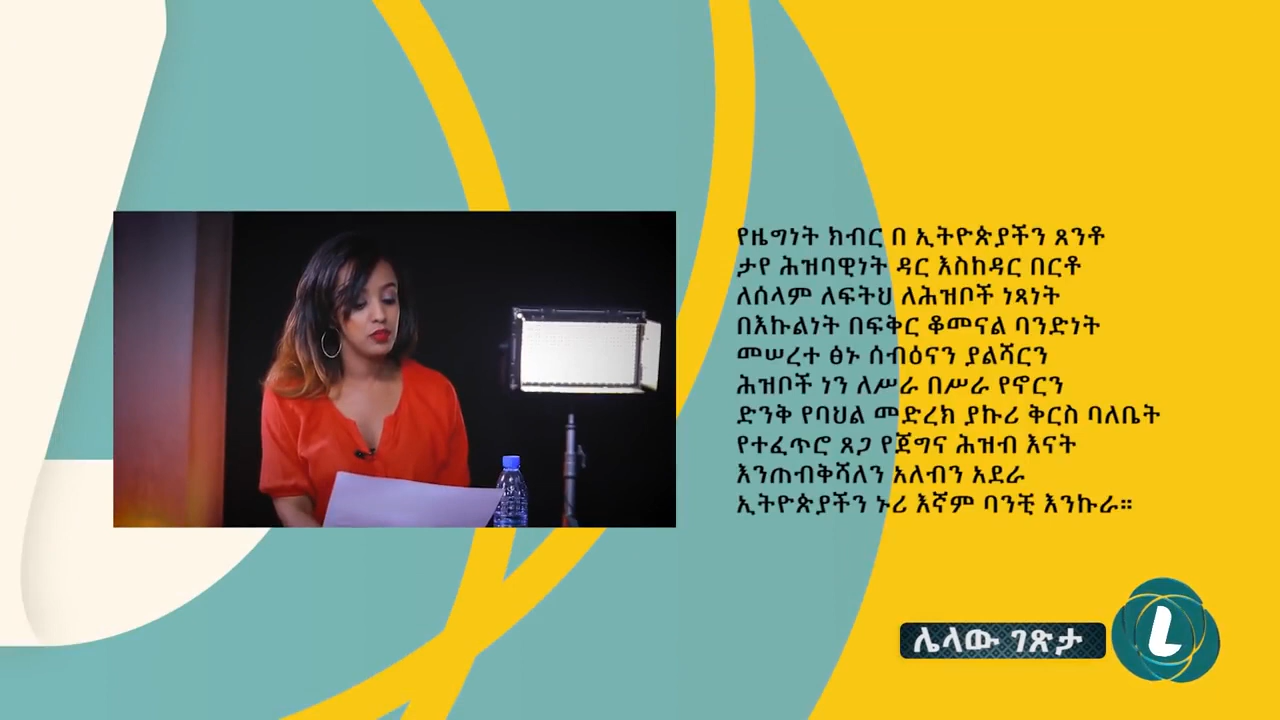 የዜግነት ክብር በ ኢትዮጵያችን ጸንቶ
ታየ ሕዝባዊነት ዳር እስከዳር በርቶ
ለሰላም ለፍትህ ለሕዝቦች ነጻነት
በእኩልነት በፍቅር ቆመናል ባንድነት
መሠረተ ፅኑ ሰብዕናን ያልሻርን
ሕዝቦች ነን ለሥራ በሥራ የኖርን
ድንቅ የባህል መድረክ ያኩሪ ቅርስ ባለቤት
የተፈጥሮ ጸጋ የጀግና ሕዝብ እናት
እንጠብቅሻለን አለብን አደራ
ኢትዮጵያችን ኑሪ እኛም ባንቺ እንኩራ።
ሌላው ገጽታ
L